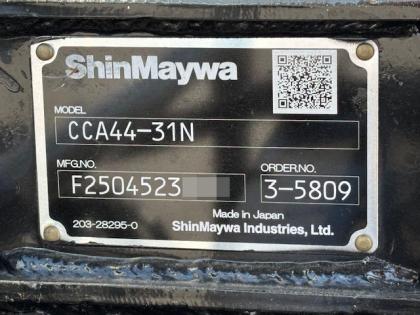 ShinMaywa
MODEL
CCA44-31N
MFG.NO. ORDER.NO.
F2504523 3-5809
Made in Japan
203-28295-0 ShinMaywa Industries, Ltd.